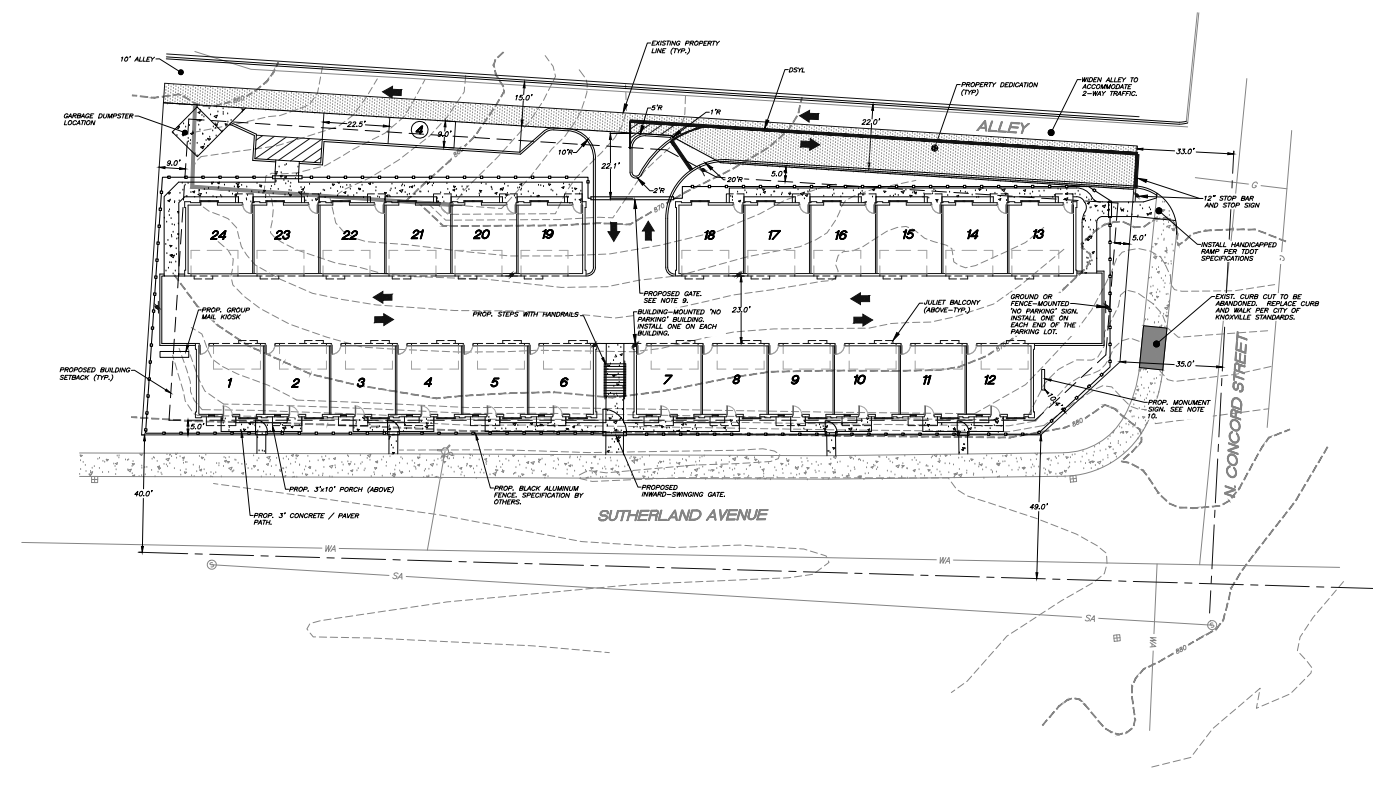 EXISTING PROPERTY
LINE (TYP.)
10' ALLEY
DSYL
PROPERTY DEDICATION
(TYP)
WIDEN ALLEY TO
ACCOMMODATE
2-WAY TRAFFIC.
15.0'
GARBAGE DUMPSTER
LOCATION
22.5'
4
9.0'
5'R
1'R
22.0'
ALLEY
33.0'
9.0'
10'R
22.1'
20'R
5.0'
2'R
870
G
12" STOP BAR
AND STOP SIGN
24
23
22
21
20
19
18
17
16
15
14
13
5.0'
INSTALL HANDICAPPED
RAMP PER TDOT
SPECIFICATIONS
PROPOSED GATE.
SEE NOTE 9.
23.0'
PROP. GROUP
MAIL KIOSK
PROP. STEPS WITH HANDRAILS
BUILDING-MOUNTED "NO
PARKING" BUILDING.
INSTALL ONE ON EACH
BUILDING.
JULIET BALCONY
(ABOVE-TYP.)
GROUND OR
FENCE-MOUNTED
"NO PARKING" SIGN.
INSTALL ONE ON
EACH END OF THE
PARKING LOT.
EXIST. CURB CUT TO BE
ABANDONED. REPLACE CURB
AND WALK PER CITY OF
KNOXVILLE STANDARDS.
PROPOSED BUILDING
SETBACK (TYP.)
1
2
3
4
5
6
7
8
9
10
11
12
35.0'
10.4'
PROP. MONUMENT
SIGN. SEE NOTE
10.
5.0'
880
N. CONCORD STREET
40.0'
PROP. 3'x10' PORCH (ABOVE)
PROP. BLACK ALUMINUM
FENCE. SPECIFICATION BY
OTHERS.
PROPOSED
INWARD-SWINGING GATE.
PROP. 3' CONCRETE / PAVER
PATH.
SUTHERLAND AVENUE
49.0'
WA
WA
S
SA
SA
S
WA
880